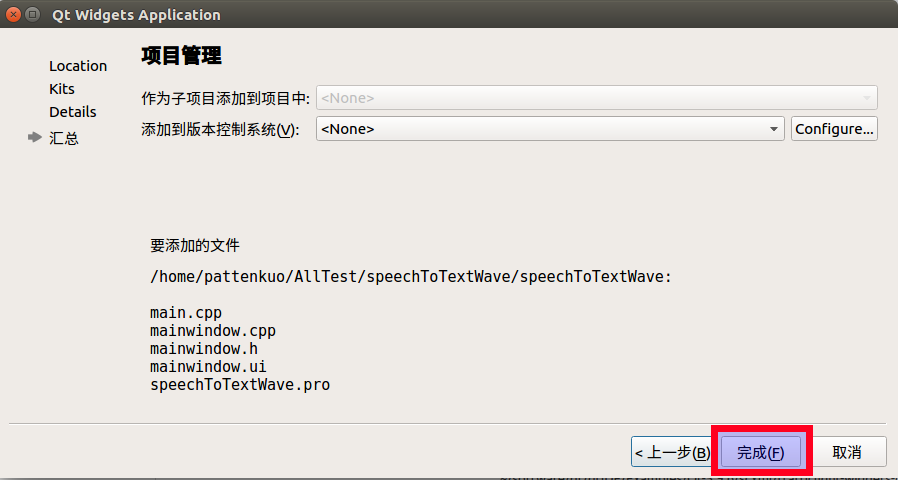 Qt Widgets Application
Location
Kits
Details
汇总
项目管理
作为子项目添加到项目中: <None>
添加到版本控制系统(V): <None> Configure...
要添加的文件
/home/pattenkuo/AllTest/speechToTextWave/speechToTextWave:
main.cpp
mainwindow.cpp
mainwindow.h
mainwindow.ui
speechToTextWave.pro
< 上一步(B) 完成(F) 取消